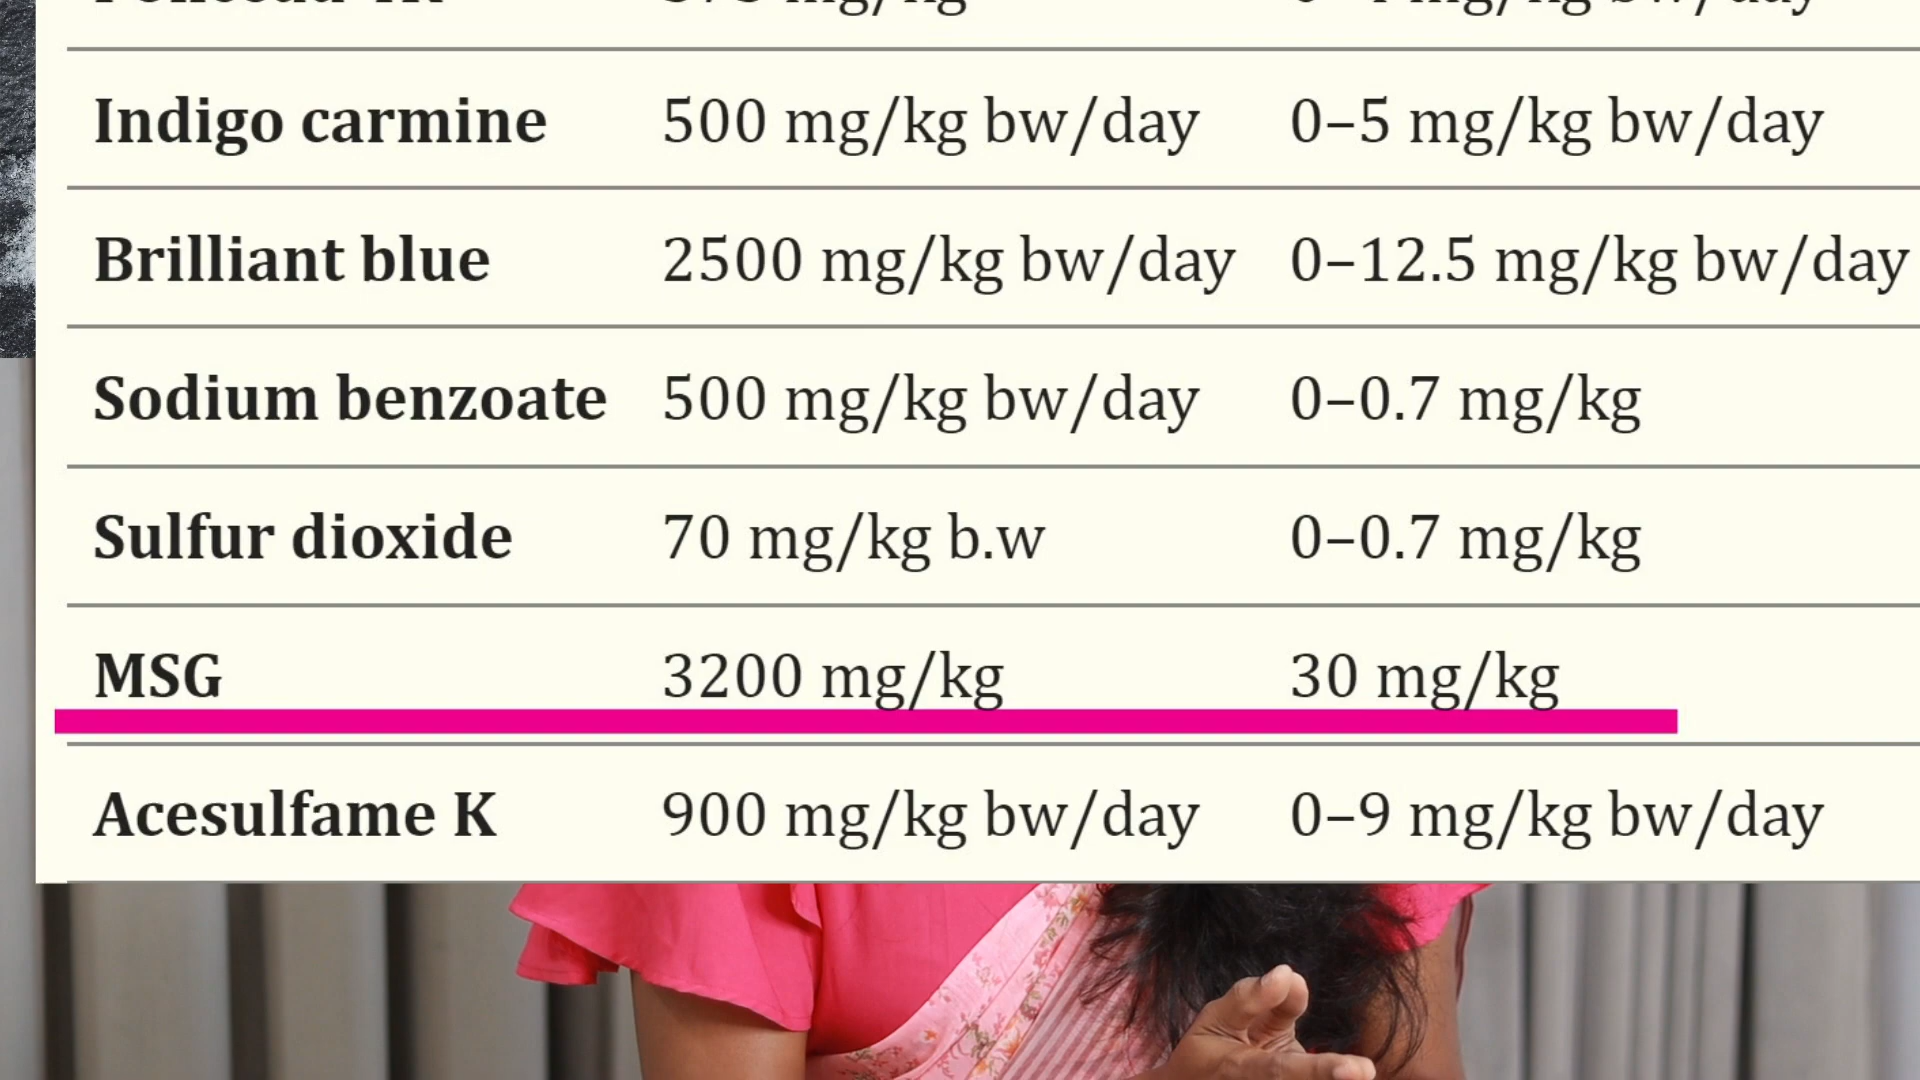 Indigo carmine 500 mg/kg bw/day 0–5 mg/kg bw/day
Brilliant blue 2500 mg/kg bw/day 0–12.5 mg/kg bw/day
Sodium benzoate 500 mg/kg bw/day 0–0.7 mg/kg
Sulfur dioxide 70 mg/kg b.w 0–0.7 mg/kg
MSG 3200 mg/kg 30 mg/kg
Acesulfame K 900 mg/kg bw/day 0–9 mg/kg bw/day